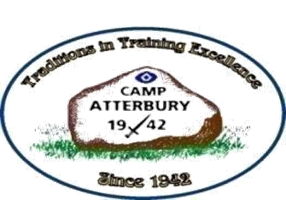 Traditions in Training Excellence
CAMP
ATTERBURY
19 42
Since 1942